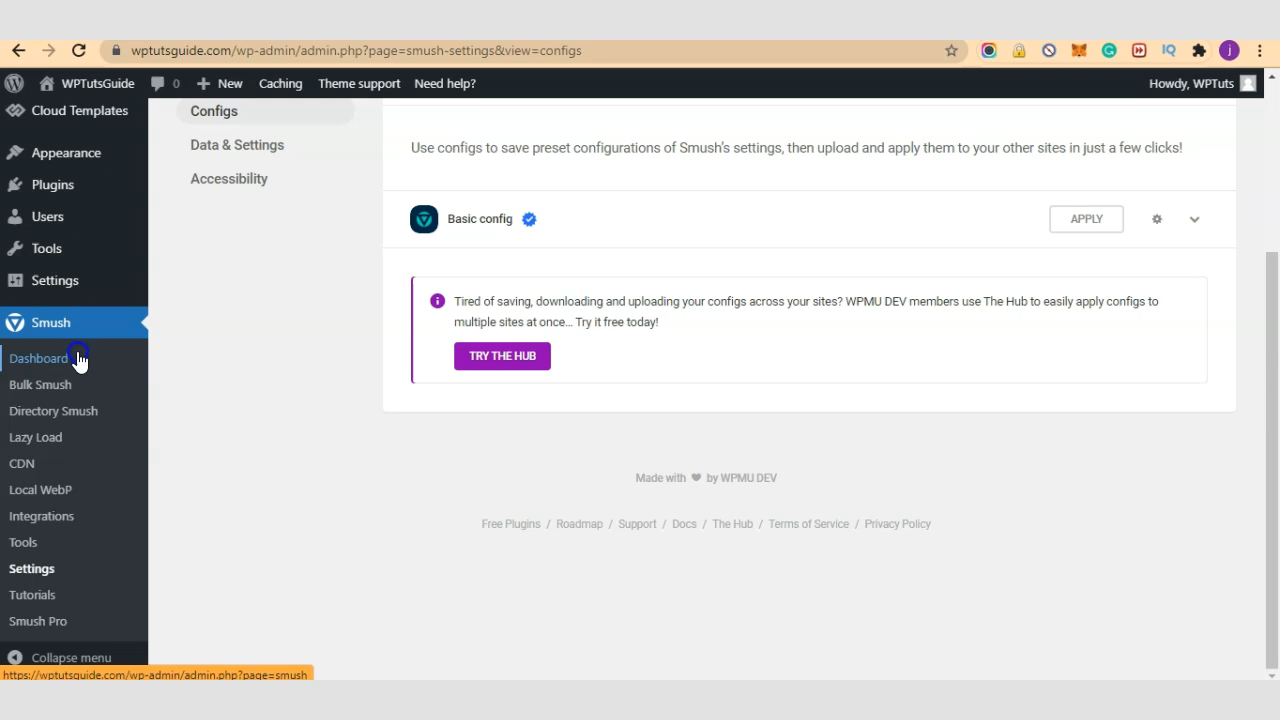 wptutsguide.com/wp-admin/admin.php?page=smush-settings&view=configs
WPTutsGuide 0 New Caching Theme support Need help? Howdy, WPTuts
Cloud Templates
Appearance
Plugins
Users
Tools
Settings
Smush
Dashboard
Bulk Smush
Directory Smush
Lazy Load
CDN
Local WebP
Integrations
Tools
Settings
Tutorials
Smush Pro
Collapse menu
Configs
Data & Settings
Accessibility
Use configs to save preset configurations of Smush's settings, then upload and apply them to your other sites in just a few clicks!
Basic config APPLY
Tired of saving, downloading and uploading your configs across your sites? WPMU DEV members use The Hub to easily apply configs to
multiple sites at once... Try it free today!
TRY THE HUB
Made with ❤ by WPMU DEV
Free Plugins / Roadmap / Support / Docs / The Hub / Terms of Service / Privacy Policy
https://wptutsguide.com/wp-admin/admin.php?page=smush